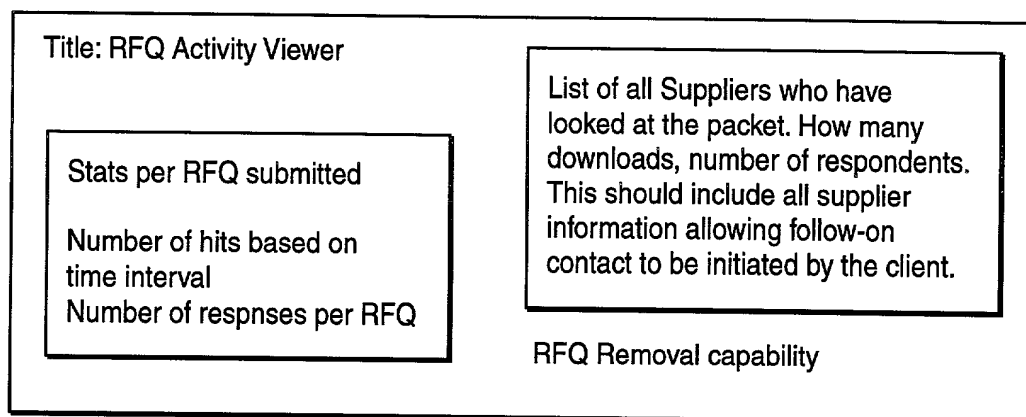 Title: RFQ Activity Viewer
Stats per RFQ submitted
Number of hits based on
time interval
Number of respnses per RFQ
List of all Suppliers who have
looked at the packet. How many
downloads, number of respondents.
This should include all supplier
information allowing follow-on
contact to be initiated by the client.
RFQ Removal capability